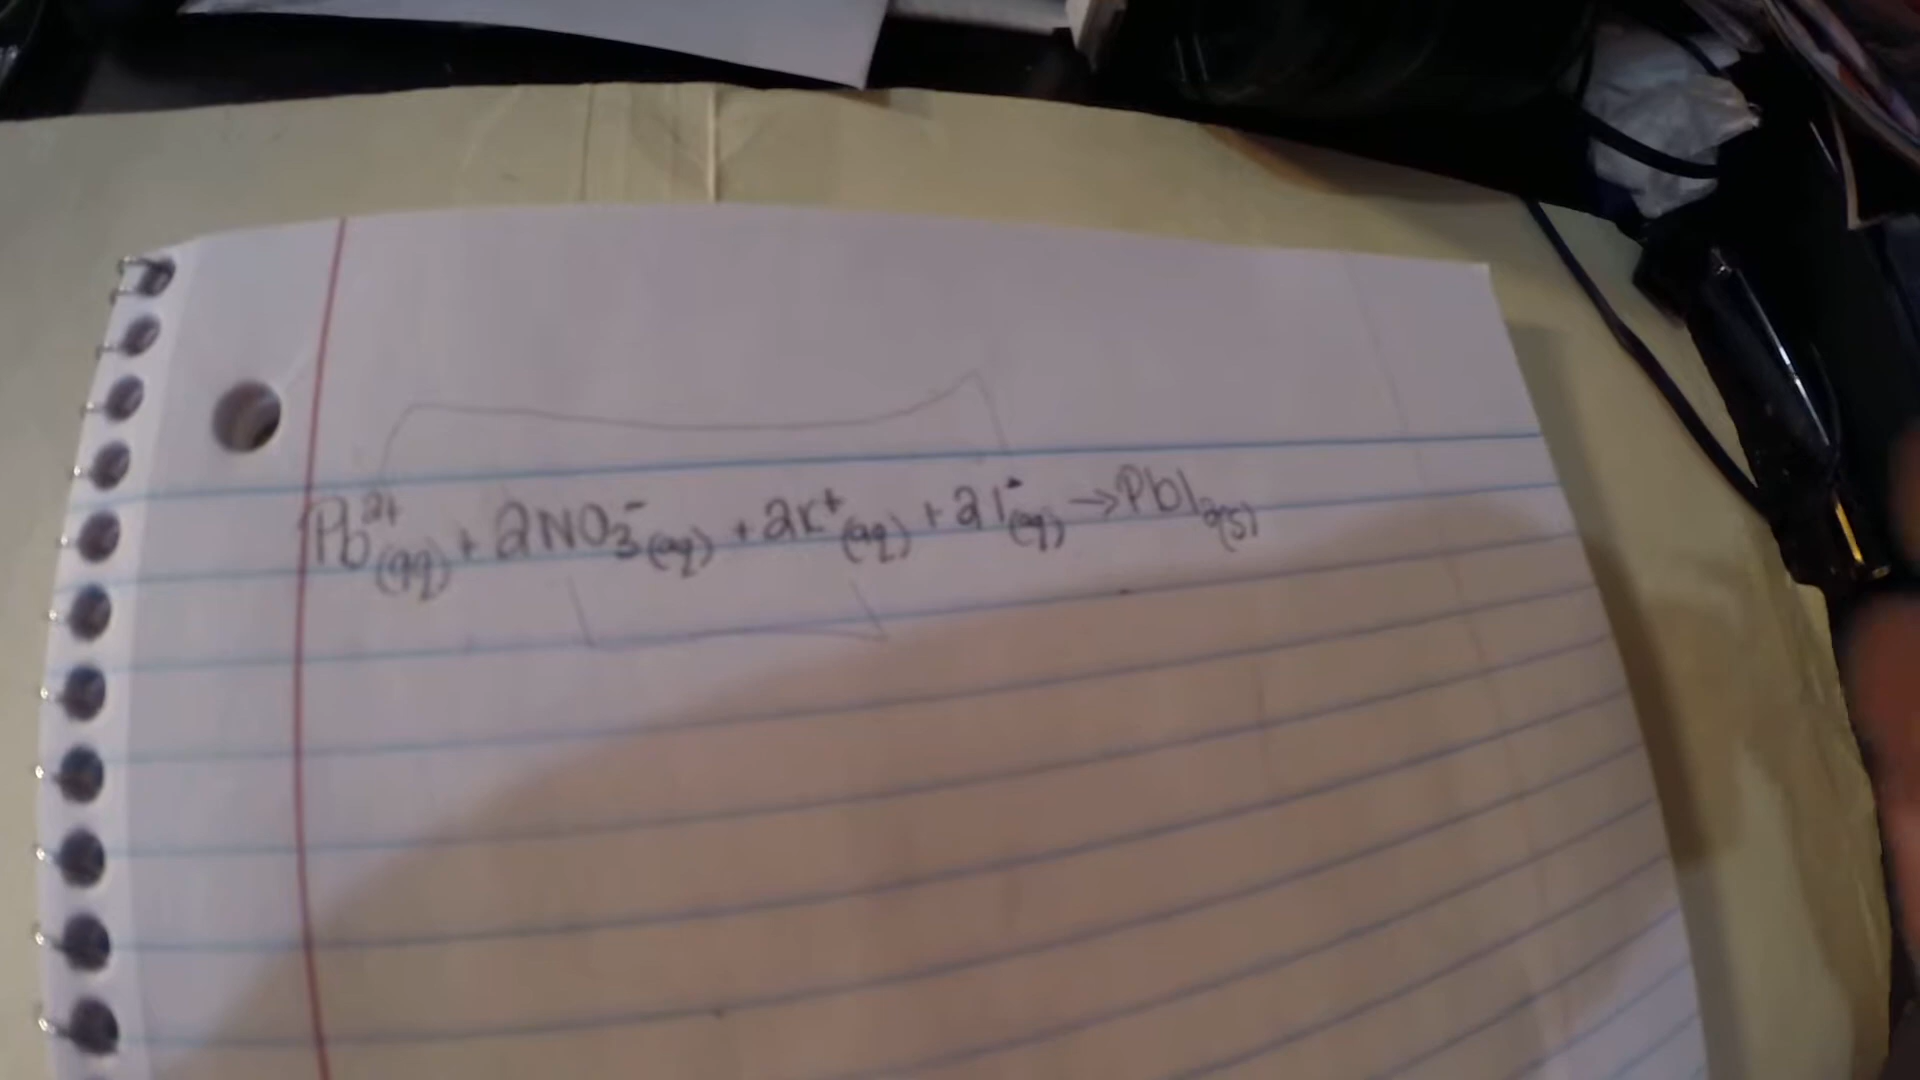 Pb²⁺(aq) + 2NO₃⁻(aq) + 2K⁺(aq) + 2I⁻(aq) → PbI₂(s)